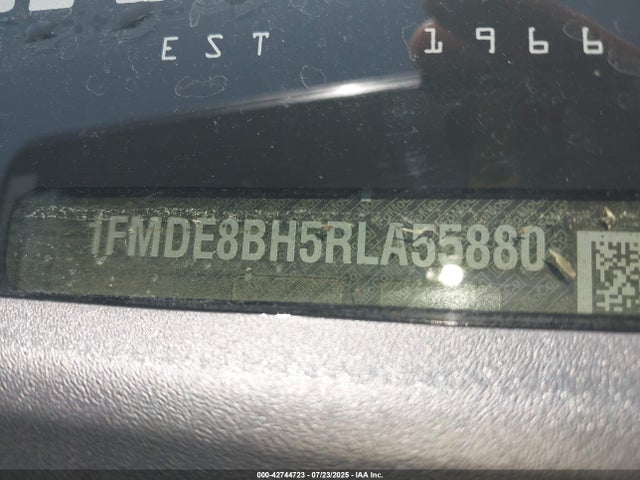 EST 1966
1FMDE8BH5RLA55880
000-42744723 | 07/23/2025 | IAA Inc.